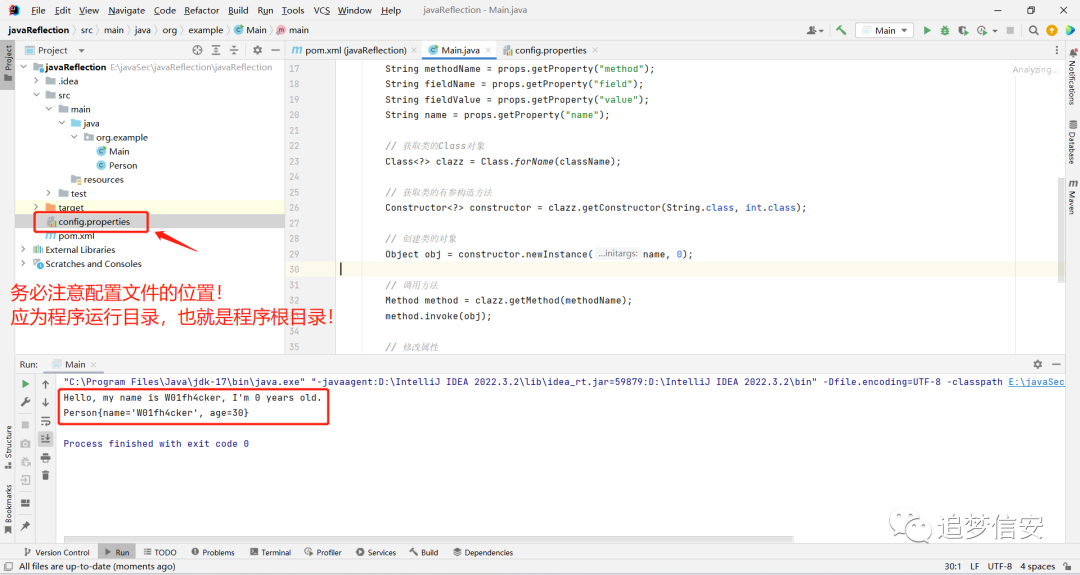 File Edit View Navigate Code Refactor Build Run Tools VCS Window Help javaReflection - Main.java
javaReflection src main java org example Main main
Main
Project
pom.xml (javaReflection) Main.java config.properties
Analyzing...
Project
Structure
Bookmarks
Notifications
Database
Maven
javaReflection E:\javaSec\javaReflection\javaReflection
.idea
src
main
java
org.example
Main
Person
resources
test
target
config.properties
pom.xml
External Libraries
Scratches and Consoles
务必注意配置文件的位置!
应为程序运行目录，也就是程序根目录!
17 String methodName = props.getProperty("method");
18 String fieldName = props.getProperty("field");
19 String fieldValue = props.getProperty("value");
20 String name = props.getProperty("name");
21
22 // 获取类的Class对象
23 Class<?> clazz = Class.forName(className);
24
25 // 获取类的有参构造方法
26 Constructor<?> constructor = clazz.getConstructor(String.class, int.class);
27
28 // 创建类的对象
29 Object obj = constructor.newInstance( ...initargs: name, 0);
30
31 // 调用方法
32 Method method = clazz.getMethod(methodName);
33 method.invoke(obj);
34
35 // 修改属性
Run: Main
"C:\Program Files\Java\jdk-17\bin\java.exe" "-javaagent:D:\IntelliJ IDEA 2022.3.2\lib\idea_rt.jar=59879:D:\IntelliJ IDEA 2022.3.2\bin" -Dfile.encoding=UTF-8 -classpath E:\javaSec
Hello, my name is W01fh4cker, I'm 0 years old.
Person{name='W01fh4cker', age=30}
Process finished with exit code 0
追梦信安
Version Control Run TODO Problems Terminal Profiler Services Build Dependencies
All files are up-to-date (moments ago) 30:1 LF UTF-8 4 spaces